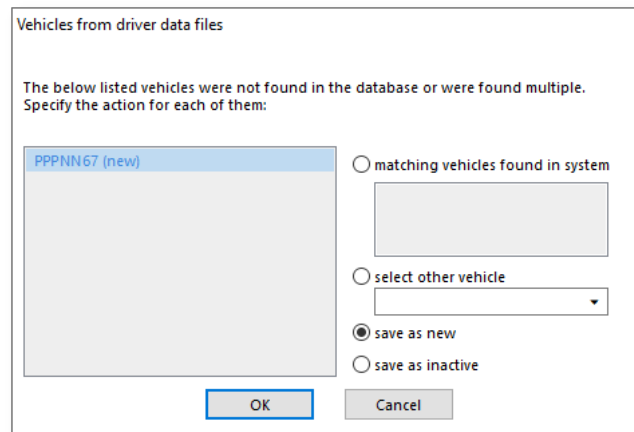 Vehicles from driver data files
The below listed vehicles were not found in the database or were found multiple.
Specify the action for each of them:
PPPNN67 (new)
matching vehicles found in system
select other vehicle
save as new
save as inactive
OK
Cancel